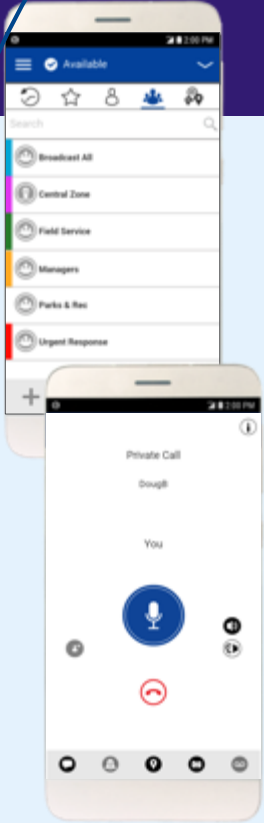 2:00 PM
Available
Search
Broadcast All
Central Zone
Field Service
Managers
Parks & Rec
Urgent Response
2:00 PM
Private Call
DougB
You